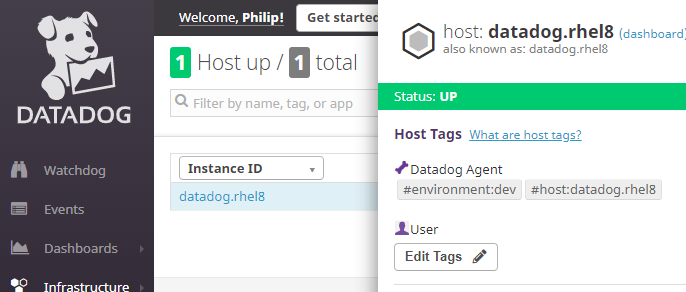 DATADOG
Watchdog
Events
Dashboards
Infrastructure
Welcome, Philip!
Get started
1 Host up / 1 total
Filter by name, tag, or app
Instance ID
datadog.rhel8
host: datadog.rhel8 (dashboard)
also known as: datadog.rhel8
Status: UP
Host Tags What are host tags?
Datadog Agent
#environment:dev #host:datadog.rhel8
User
Edit Tags